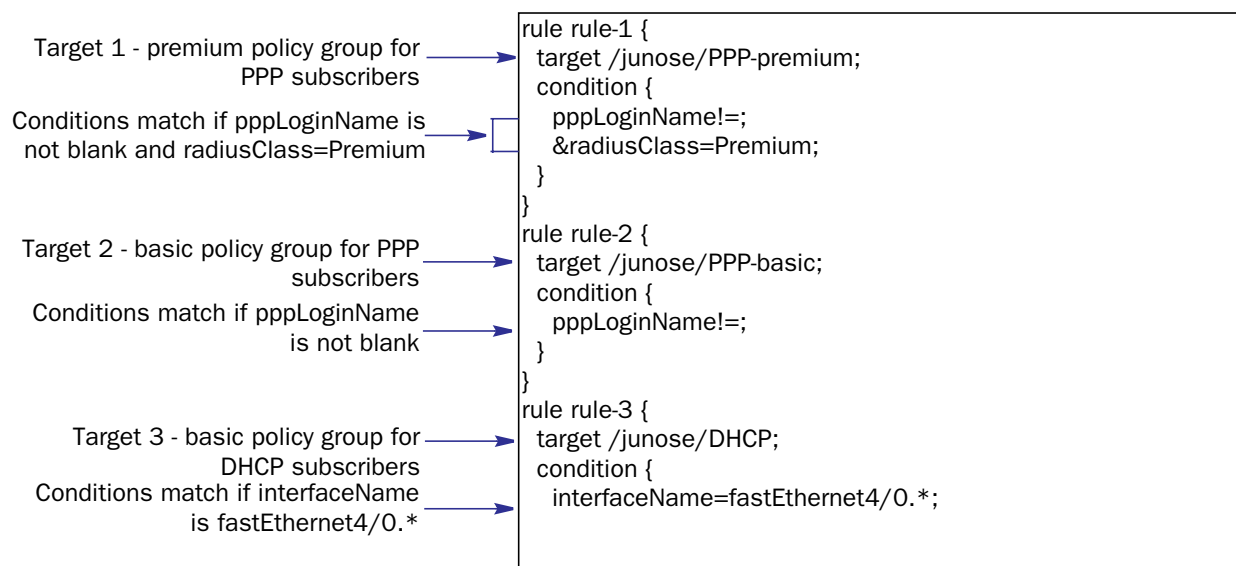 Target 1 - premium policy group for
PPP subscribers
Conditions match if pppLoginName is
not blank and radiusClass=Premium
Target 2 - basic policy group for PPP
subscribers
Conditions match if pppLoginName
is not blank
Target 3 - basic policy group for
DHCP subscribers
Conditions match if interfaceName
is fastEthernet4/0.*
rule rule-1 {
target /junose/PPP-premium;
condition {
pppLoginName!=;
&radiusClass=Premium;
}
}
rule rule-2 {
target /junose/PPP-basic;
condition {
pppLoginName!=;
}
}
rule rule-3 {
target /junose/DHCP;
condition {
interfaceName=fastEthernet4/0.*;